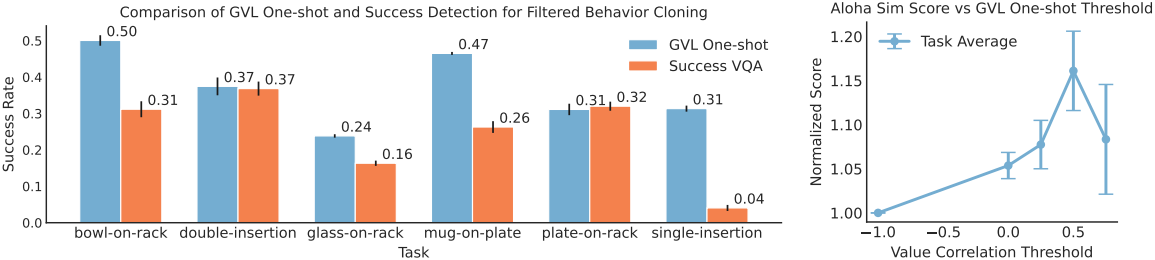 Comparison of GVL One-shot and Success Detection for Filtered Behavior Cloning
Success Rate
0.5
0.4
0.3
0.2
0.1
0.0
0.50
0.31
0.37
0.37
0.24
0.16
0.47
0.26
0.31
0.32
0.31
0.04
GVL One-shot
Success VQA
bowl-on-rack double-insertion glass-on-rack mug-on-plate plate-on-rack single-insertion
Task
Aloha Sim Score vs GVL One-shot Threshold
Normalized Score
1.20
1.15
1.10
1.05
1.00
Task Average
−1.0 −0.5 0.0 0.5
Value Correlation Threshold